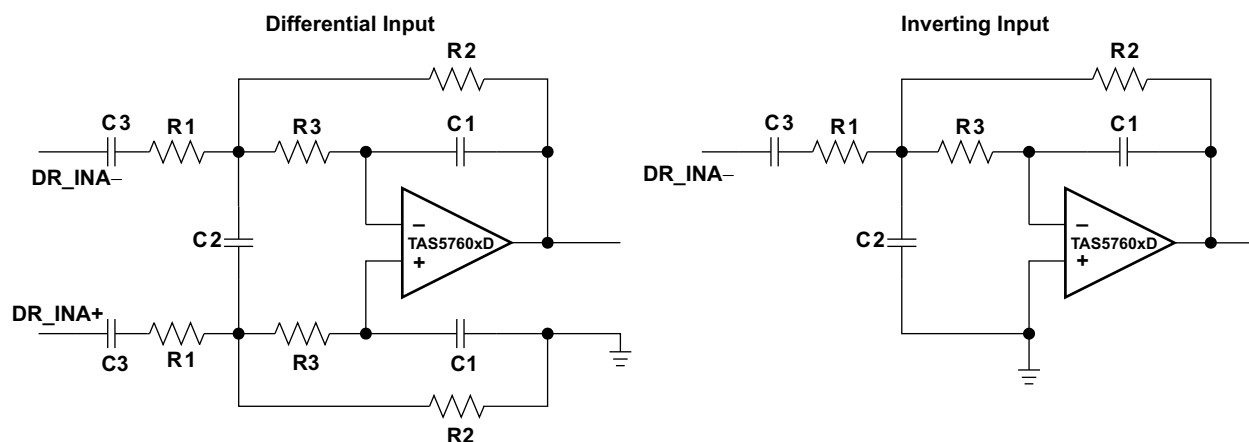 Differential Input
R2
C3
R1
R3
C1
DR_INA−
C2
−
TAS5760xD
+
DR_INA+
C3
R1
R3
C1
R2
Inverting Input
R2
C3
R1
R3
C1
DR_INA−
C2
−
TAS5760xD
+